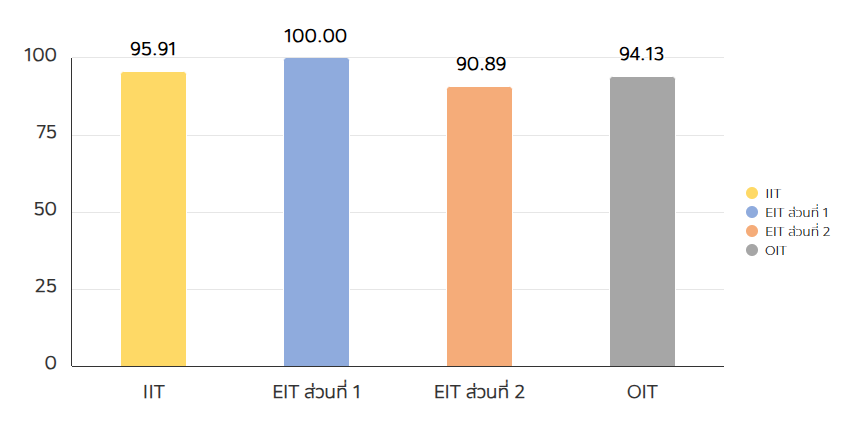 100.00
95.91
94.13
90.89
100
75
50
25
0
IIT
EIT ส่วนที่ 1
EIT ส่วนที่ 2
OIT
IIT
EIT ส่วนที่ 1
EIT ส่วนที่ 2
OIT